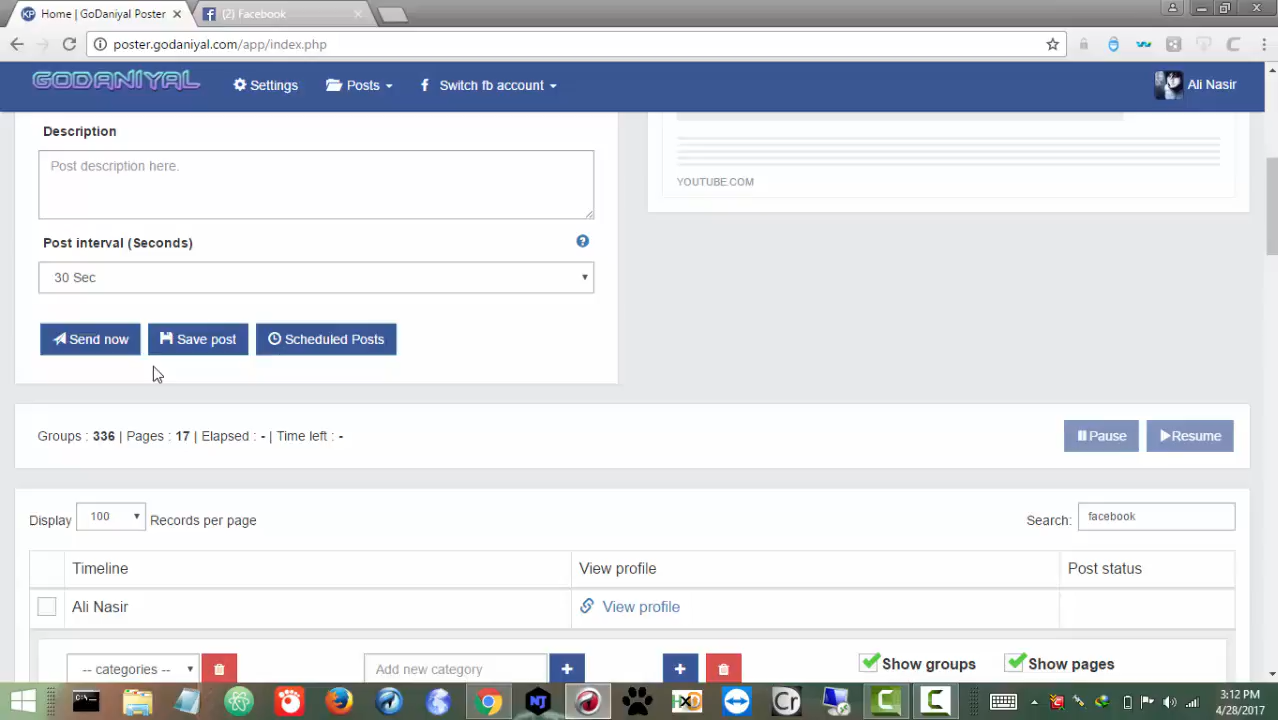 Home | GoDaniyal Poster
(2) Facebook
poster.godaniyal.com/app/index.php
GODANIYAL
Settings
Posts
Switch fb account
Ali Nasir
Description
Post description here.
YOUTUBE.COM
Post interval (Seconds)
30 Sec
Send now
Save post
Scheduled Posts
Groups : 336 | Pages : 17 | Elapsed : - | Time left : -
Pause
Resume
Display 100 Records per page
Search: facebook
Timeline
View profile
Post status
Ali Nasir
View profile
-- categories --
Add new category
Show groups
Show pages
3:12 PM
4/28/2017